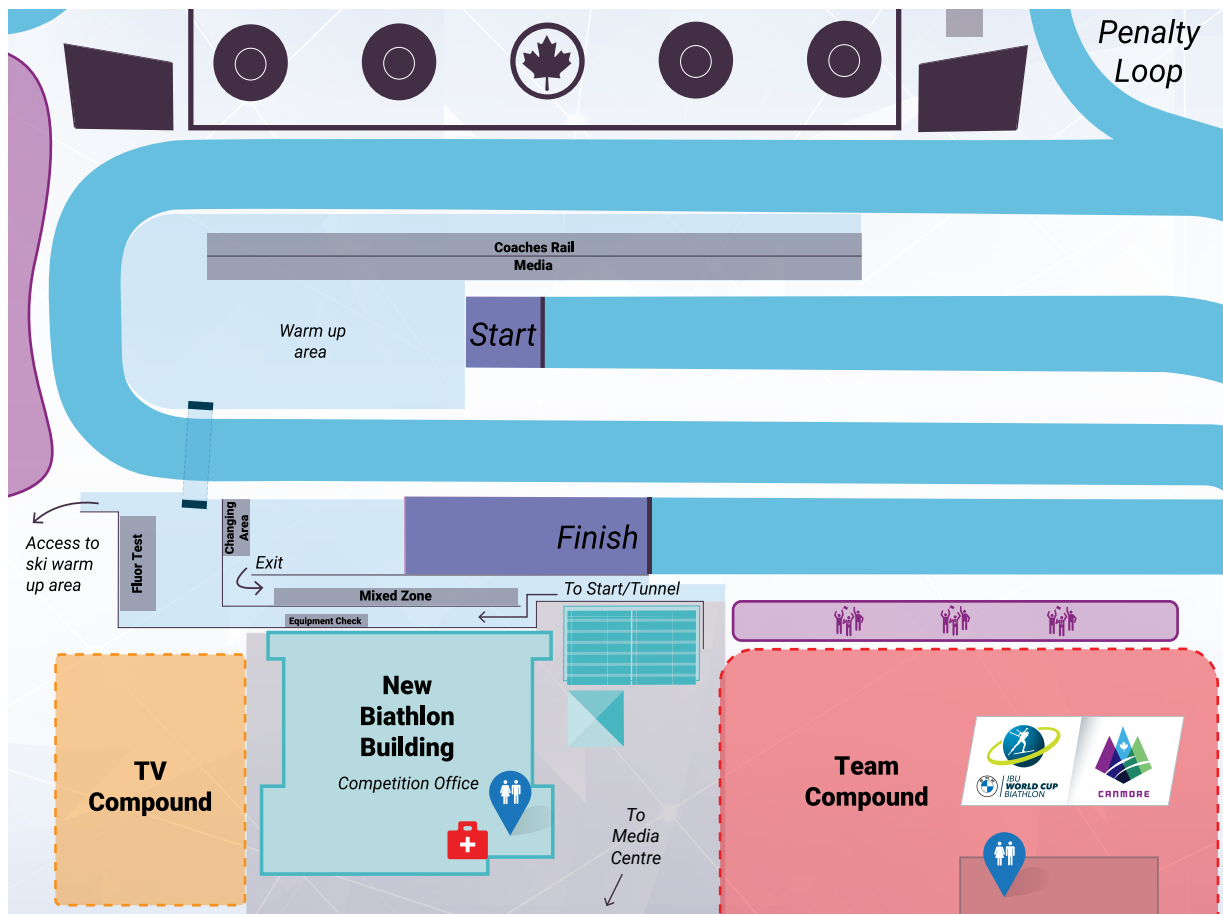 Penalty
Loop
Coaches Rail
Media
Warm up
area
Start
Finish
Changing
Area
Fluor Test
Access to
ski warm
up area
Exit
Mixed Zone
To Start/Tunnel
Equipment Check
New
Biathlon
Building
Competition Office
TV
Compound
Team
Compound
IBU
WORLD CUP
BIATHLON
CANMORE
To
Media
Centre